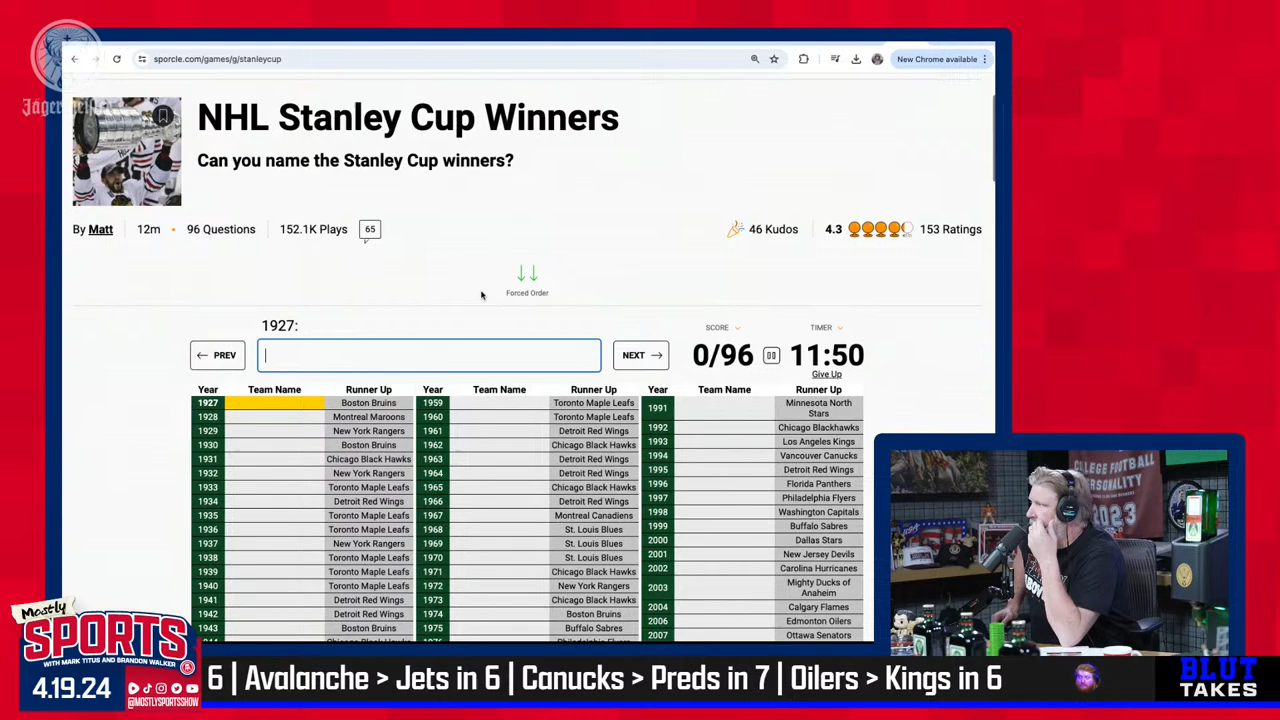 sporcle.com/games/g/stanleycup
New Chrome available
NHL Stanley Cup Winners
Can you name the Stanley Cup winners?
By Matt
12m
96 Questions
152.1K Plays
65
46 Kudos
4.3
153 Ratings
Forced Order
1927:
PREV
NEXT
SCORE
0/96
TIMER
11:50
Give Up
Year Team Name Runner Up Year Team Name Runner Up Year Team Name Runner Up
1927 Boston Bruins 1959 Toronto Maple Leafs 1991 Minnesota North Stars
1928 Montreal Maroons 1960 Toronto Maple Leafs 1992 Chicago Blackhawks
1929 New York Rangers 1961 Detroit Red Wings 1993 Los Angeles Kings
1930 Boston Bruins 1962 Chicago Black Hawks 1994 Vancouver Canucks
1931 Chicago Black Hawks 1963 Detroit Red Wings 1995 Detroit Red Wings
1932 New York Rangers 1964 Detroit Red Wings 1996 Florida Panthers
1933 Toronto Maple Leafs 1965 Chicago Black Hawks 1997 Philadelphia Flyers
1934 Detroit Red Wings 1966 Detroit Red Wings 1998 Washington Capitals
1935 Toronto Maple Leafs 1967 Montreal Canadiens 1999 Buffalo Sabres
1936 Toronto Maple Leafs 1968 St. Louis Blues 2000 Dallas Stars
1937 New York Rangers 1969 St. Louis Blues 2001 New Jersey Devils
1938 Toronto Maple Leafs 1970 St. Louis Blues 2002 Carolina Hurricanes
1939 Toronto Maple Leafs 1971 Chicago Black Hawks 2003 Mighty Ducks of Anaheim
1940 Toronto Maple Leafs 1972 New York Rangers 2004 Calgary Flames
1941 Detroit Red Wings 1973 Chicago Black Hawks 2006 Edmonton Oilers
1942 Detroit Red Wings 1974 Boston Bruins 2007 Ottawa Senators
1943 Boston Bruins 1975 Buffalo Sabres
COLLEGE FOOTBALL
PERSONALITY
2023
Mostly
SPORTS
WITH MARK TITUS AND BRANDON WALKER
4.19.24
@MOSTLYSPORTSSHOW
6 | Avalanche > Jets in 6 | Canucks > Preds in 7 | Oilers > Kings in 6
BLUT
TAKES